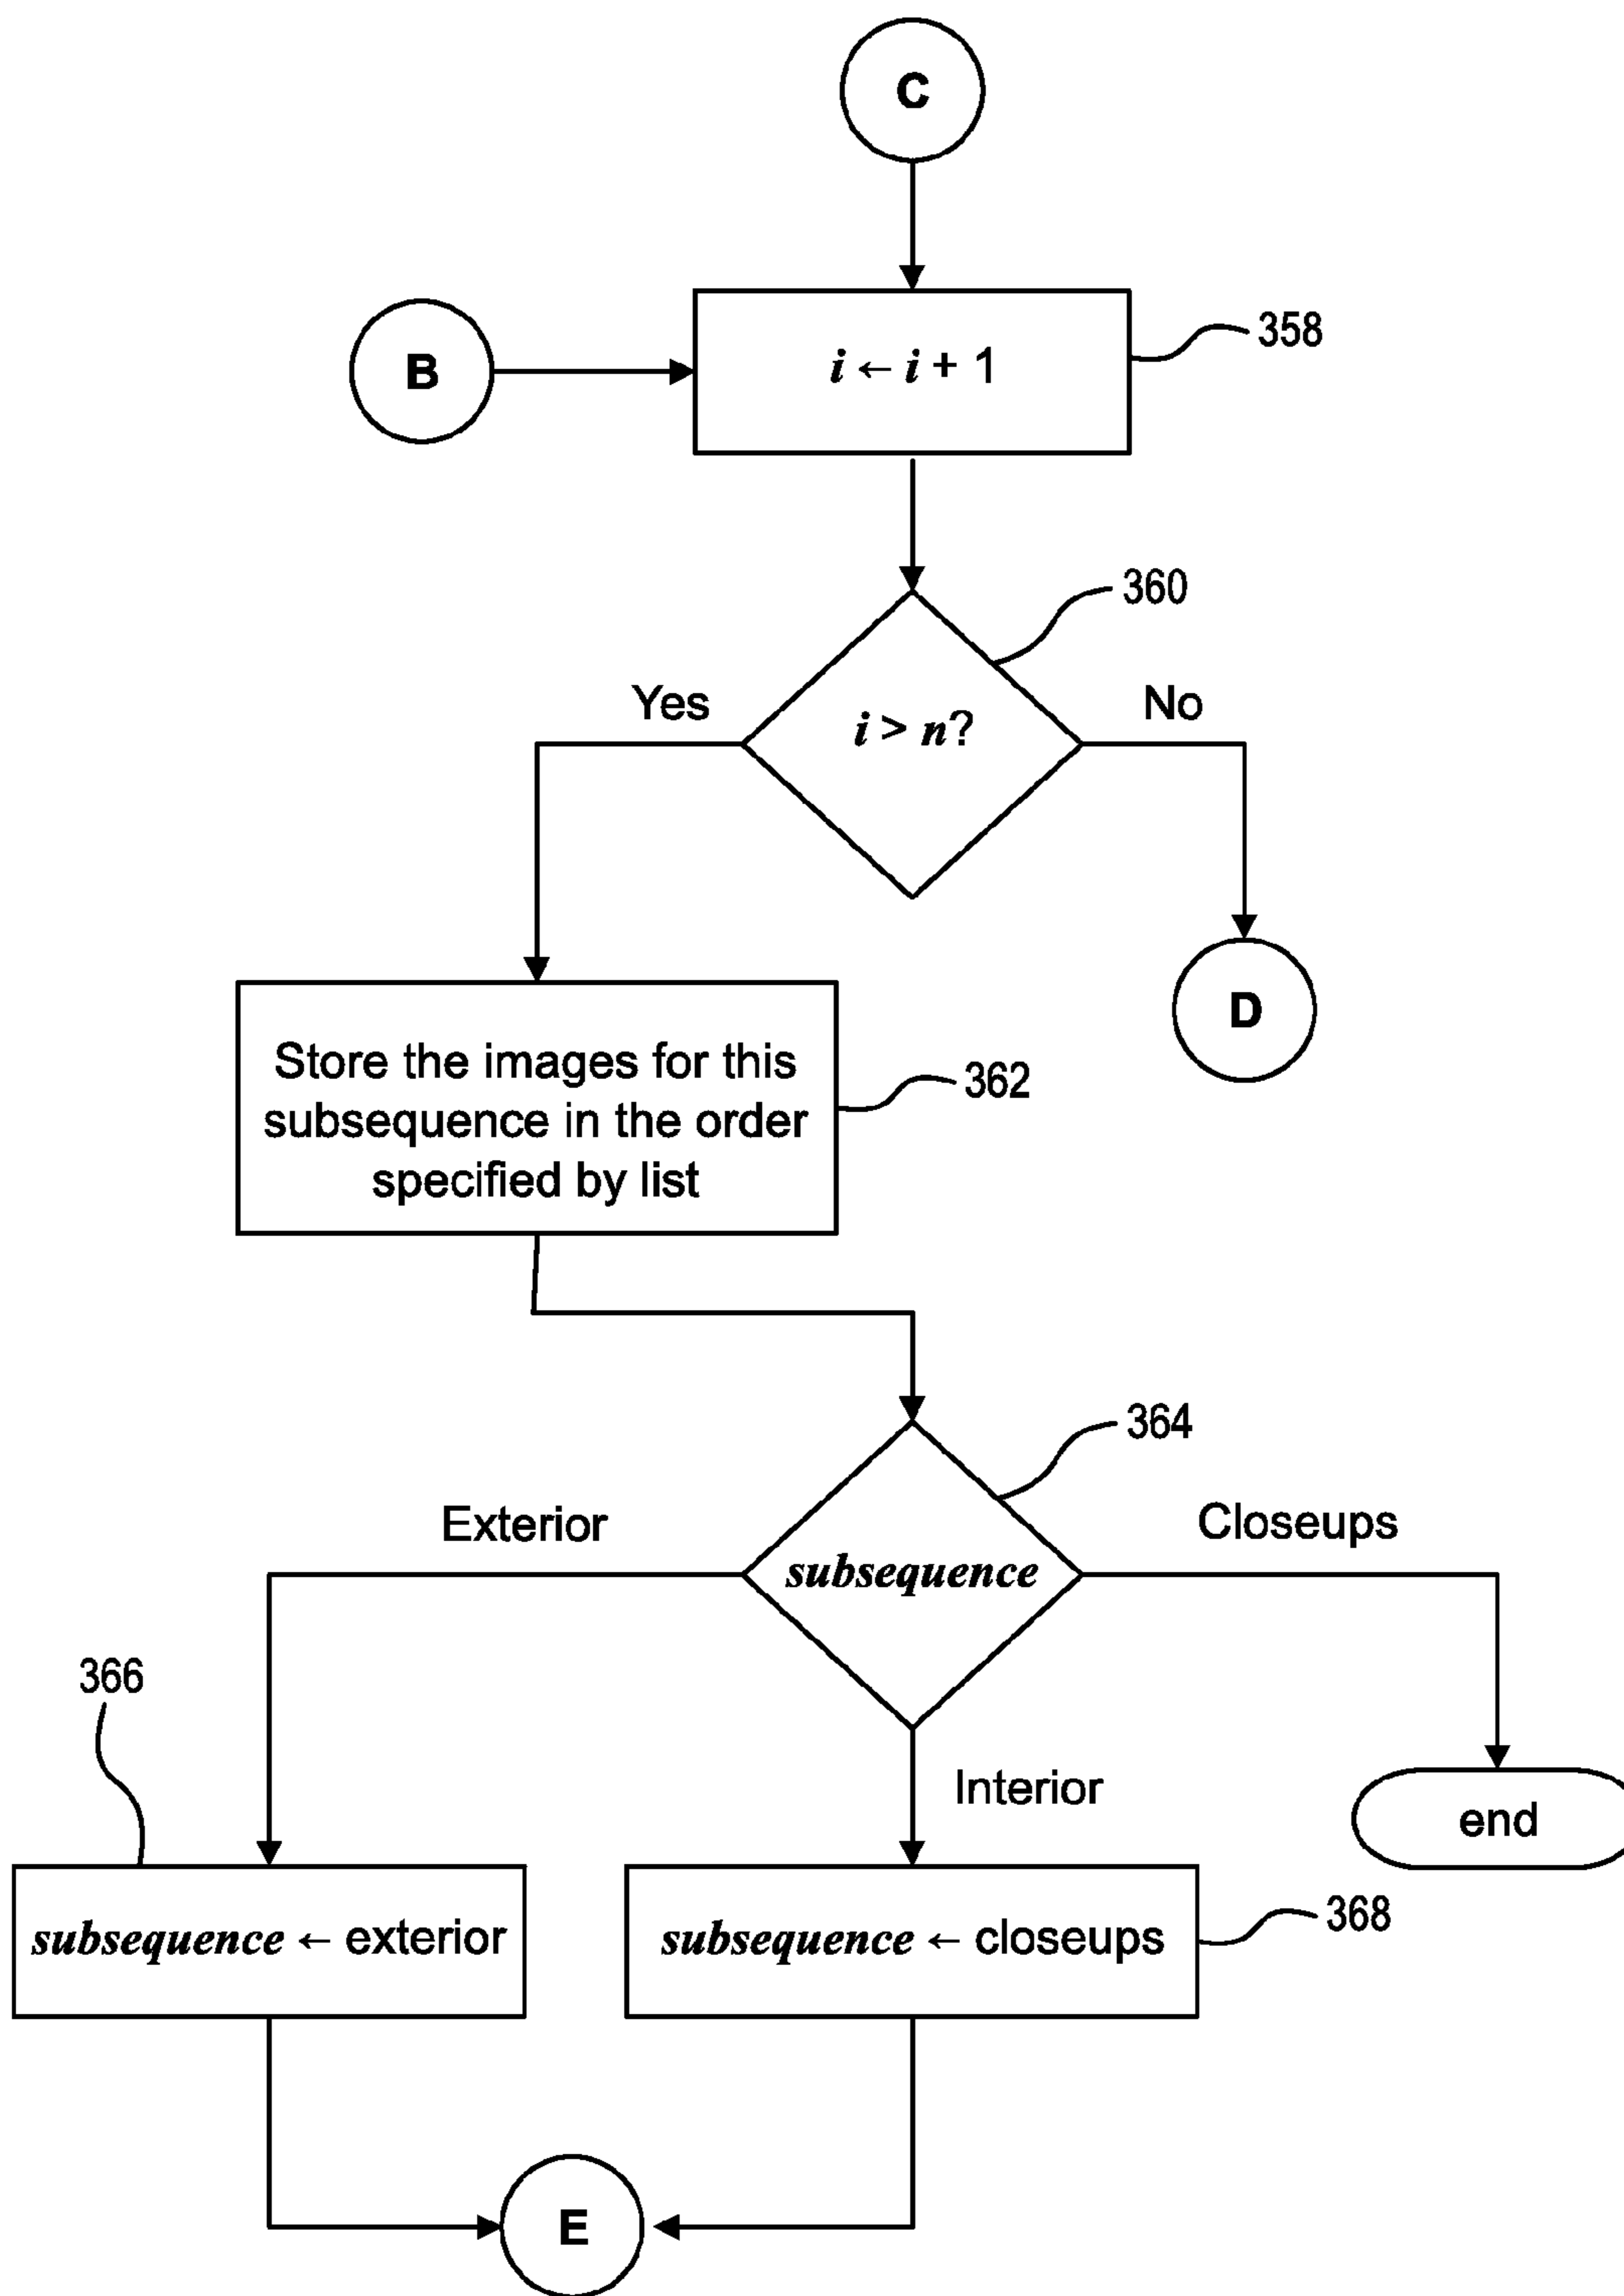 C
358
B
i ← i + 1
360
Yes
No
i > n?
D
Store the images for this
subsequence in the order
specified by list
362
364
Exterior
Closeups
subsequence
366
Interior
end
368
subsequence ← exterior
subsequence ← closeups
E